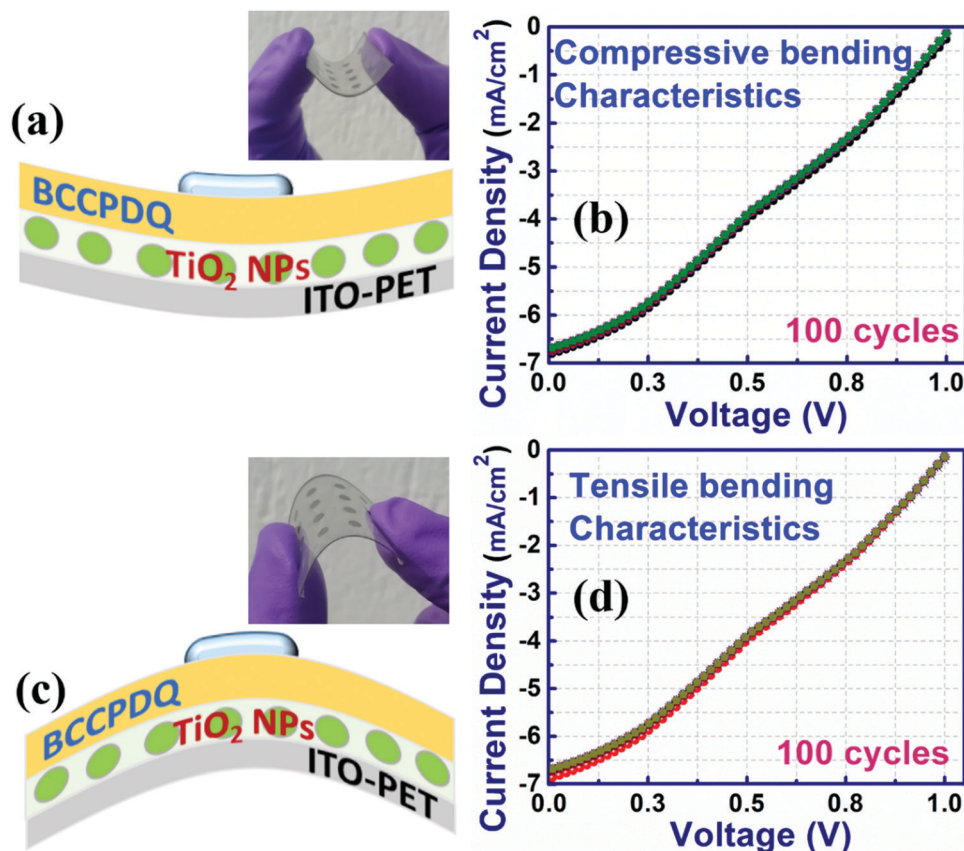 (a)
BCCPDQ
TiO₂ NPs
ITO-PET
Current Density (mA/cm²)
0
-1
-2
-3
-4
-5
-6
-7
Compressive bending
Characteristics
(b)
100 cycles
0.0 0.3 0.5 0.8 1.0
Voltage (V)
(c)
BCCPDQ
TiO₂ NPs
ITO-PET
Current Density (mA/cm²)
0
-1
-2
-3
-4
-5
-6
-7
Tensile bending
Characteristics
(d)
100 cycles
0.0 0.3 0.5 0.8 1.0
Voltage (V)